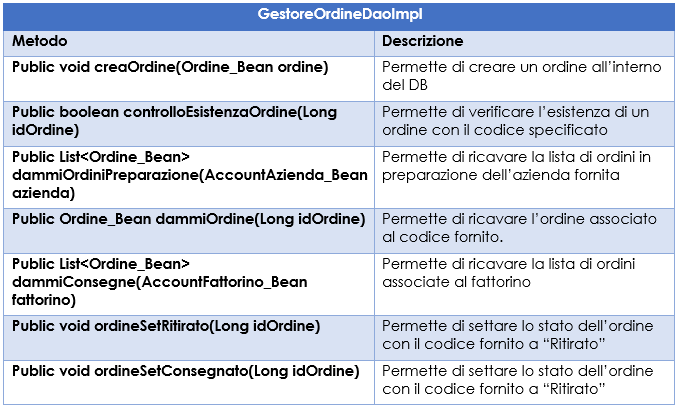 GestoreOrdineDaoImpl
Metodo
Descrizione
Public void creaOrdine(Ordine_Bean ordine)
Permette di creare un ordine all'interno
del DB
Public boolean controlloEsistenzaOrdine(Long
idOrdine)
Permette di verificare l'esistenza di un
ordine con il codice specificato
Public List<Ordine_Bean>
dammiOrdiniPreparazione(AccountAzienda_Bean
azienda)
Permette di ricavare la lista di ordini in
preparazione dell'azienda fornita
Public Ordine_Bean dammiOrdine(Long idOrdine)
Permette di ricavare l'ordine associato
al codice fornito.
Public List<Ordine_Bean>
dammiConsegne(AccountFattorino_Bean
fattorino)
Permette di ricavare la lista di ordini
associate al fattorino
Public void ordineSetRitirato(Long idOrdine)
Permette di settare lo stato dell'ordine
con il codice fornito a “Ritirato”
Public void ordineSetConsegnato(Long idOrdine)
Permette di settare lo stato dell'ordine
con il codice fornito a “Ritirato”